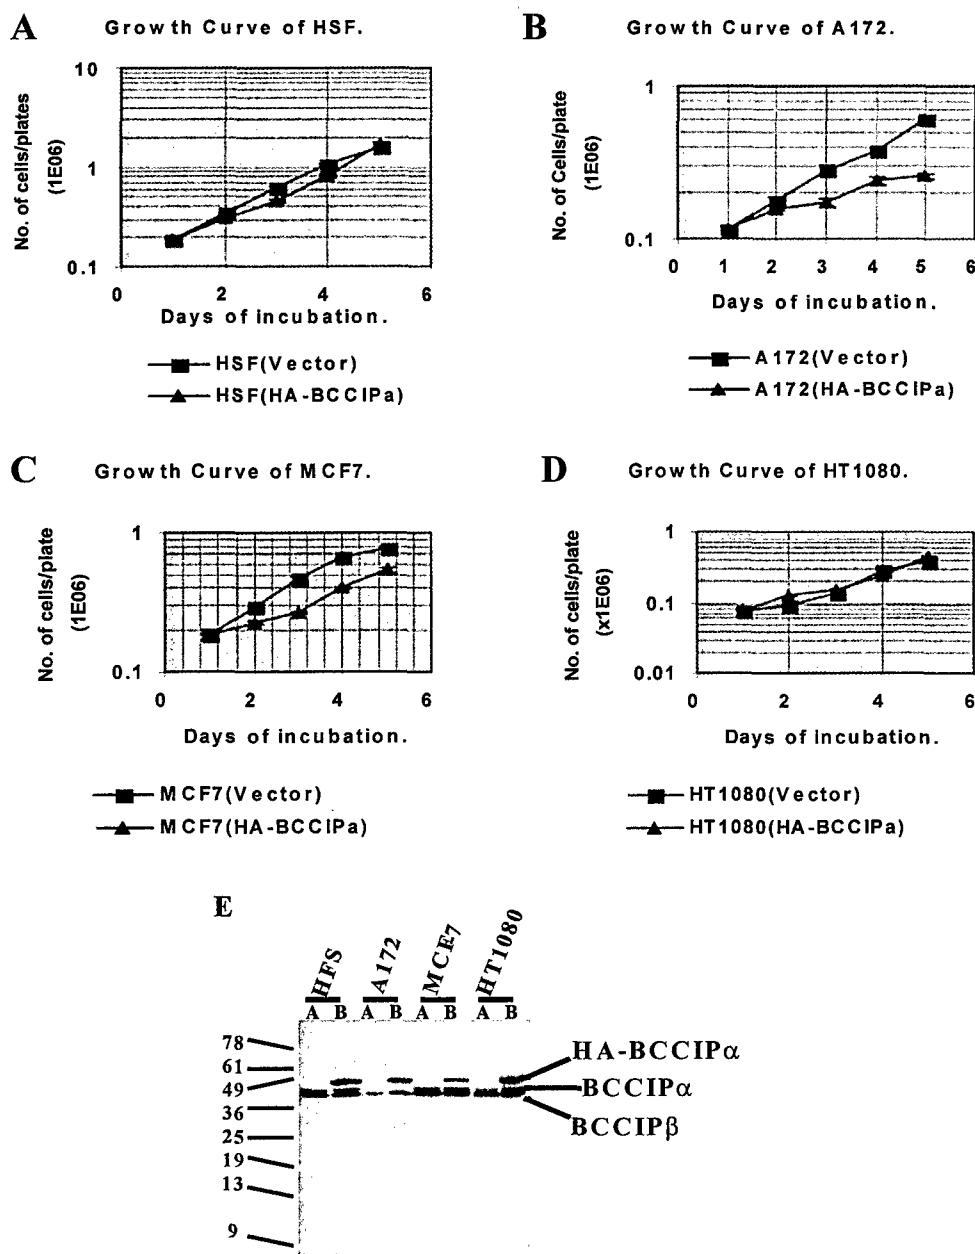 A
Growth Curve of HSF.
10
1
0.1
No. of cells/plates
(1E06)
0 2 4 6
Days of incubation.
HSF(Vector)
HSF(HA-BCCIPa)
B
Growth Curve of A172.
1
0.1
No. of Cells/plate
(1E06)
0 1 2 3 4 5 6
Days of incubation.
A172(Vector)
A172(HA-BCCIPa)
C
Growth Curve of MCF7.
1
0.1
No. of cells/plate
(1E06)
0 2 4 6
Days of incubation.
MCF7(Vector)
MCF7(HA-BCCIPa)
D
Growth Curve of HT1080.
1
0.1
0.01
No. of cells/plate
(x1E06)
0 2 4 6
Days of incubation.
HT1080(Vector)
HT1080(HA-BCCIPa)
E
HFS A172 MCF7 HT1080
A B A B A B A B
78
61
49
36
25
19
13
9
HA-BCCIPα
BCCIPα
BCCIPβ